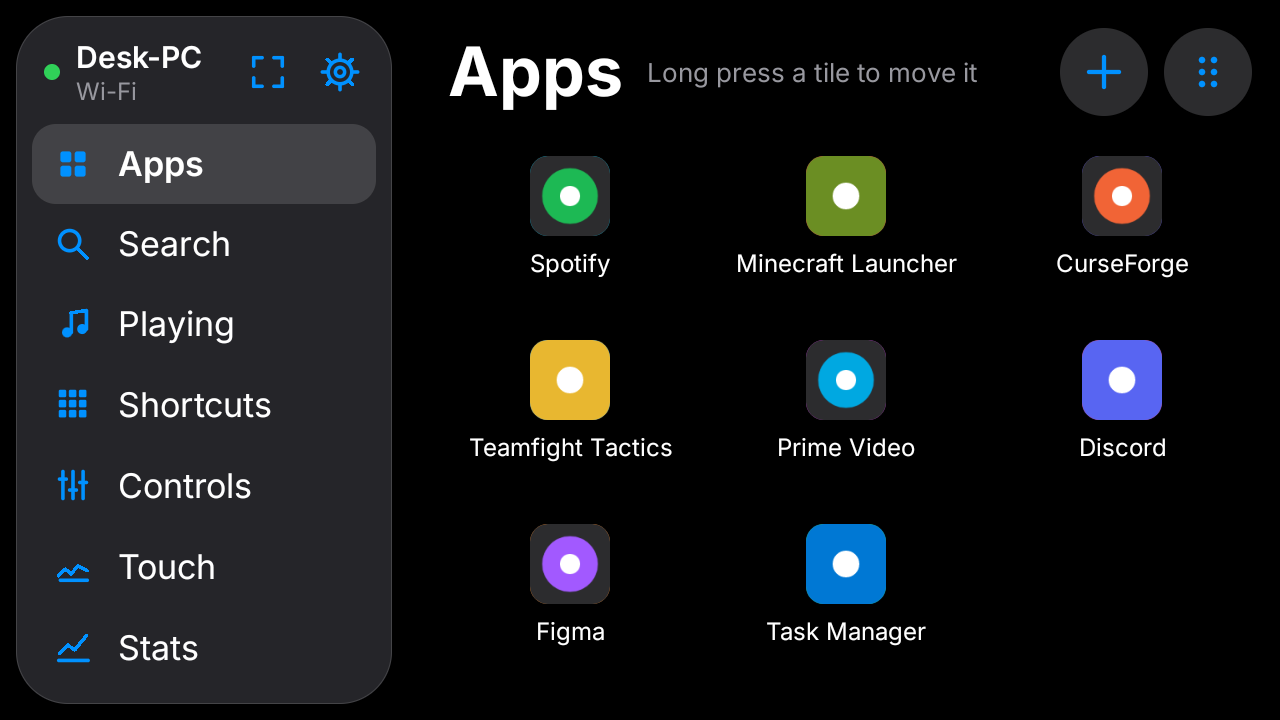 Desk-PC
Wi-Fi
Apps
Search
Playing
Shortcuts
Controls
Touch
Stats
Apps
Long press a tile to move it
Spotify
Minecraft Launcher
CurseForge
Teamfight Tactics
Prime Video
Discord
Figma
Task Manager